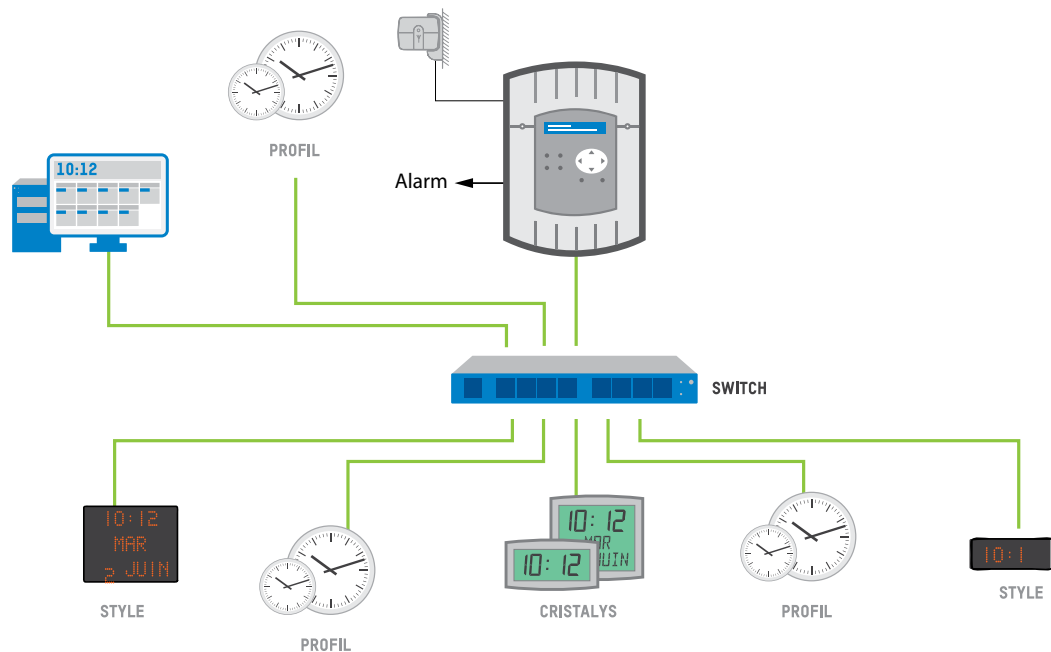 PROFIL
Alarm
10:12
SWITCH
10:12
MAR
2 JUIN
STYLE
PROFIL
10:12
MAR
JUIN
10:12
CRISTALYS
PROFIL
10:1
STYLE